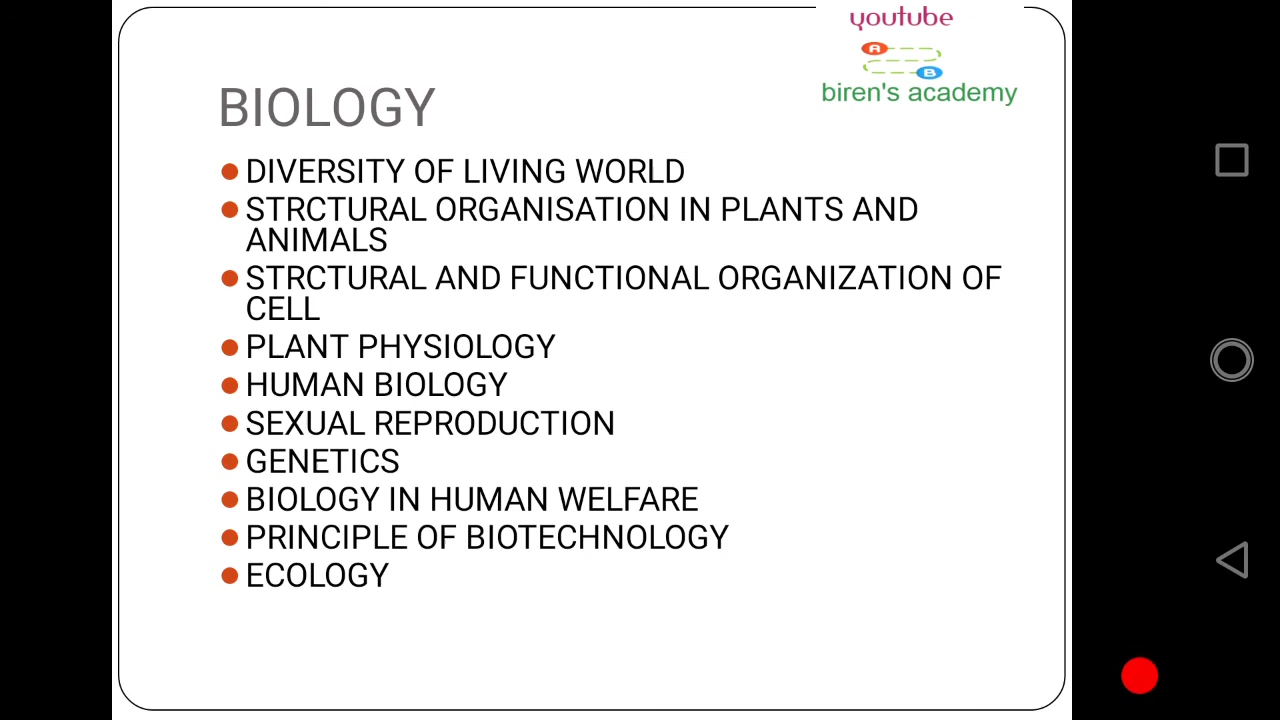 youtube
A
B
biren's academy
BIOLOGY
DIVERSITY OF LIVING WORLD
STRCTURAL ORGANISATION IN PLANTS AND
ANIMALS
STRCTURAL AND FUNCTIONAL ORGANIZATION OF
CELL
PLANT PHYSIOLOGY
HUMAN BIOLOGY
SEXUAL REPRODUCTION
GENETICS
BIOLOGY IN HUMAN WELFARE
PRINCIPLE OF BIOTECHNOLOGY
ECOLOGY